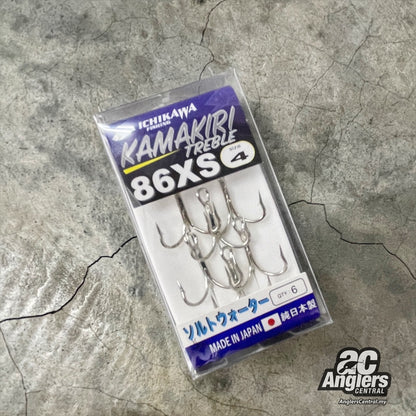 ICHIKAWA
FISHING
KAMAKIRI
TREBLE
86XS
SIZE
4
ソルトウォーター
QTY. 6
MADE IN JAPAN 純日本製
AC
Anglers
CENTRAL
AnglersCentral.my